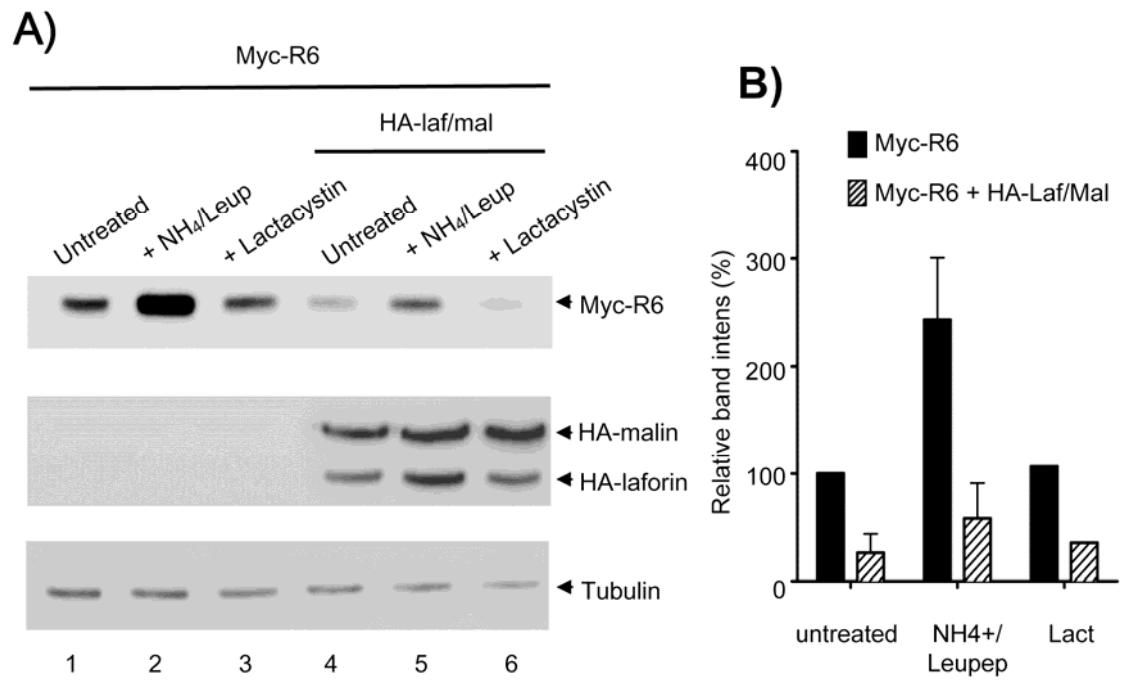 A)
Myc-R6
HA-laf/mal
Untreated
+ NH4/Leup
+ Lactacystin
Untreated
+ NH4/Leup
+ Lactacystin
Myc-R6
HA-malin
HA-laforin
Tubulin
1 2 3 4 5 6
B)
Myc-R6
Myc-R6 + HA-Laf/Mal
Relative band intens (%)
400
300
200
100
0
untreated
NH4+/
Leupep
Lact